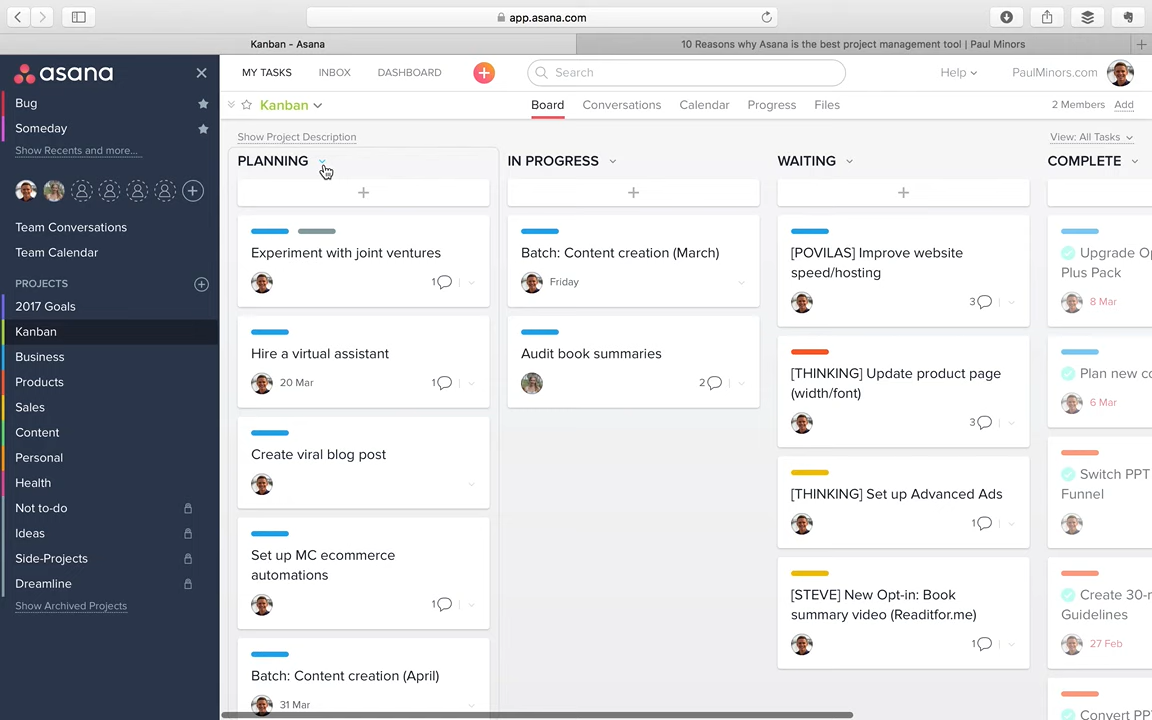 app.asana.com
Kanban - Asana
10 Reasons why Asana is the best project management tool | Paul Minors
asana
MY TASKS
INBOX
DASHBOARD
Search
Help
PaulMinors.com
Bug
Someday
Show Recents and more...
Team Conversations
Team Calendar
PROJECTS
2017 Goals
Kanban
Business
Products
Sales
Content
Personal
Health
Not to-do
Ideas
Side-Projects
Dreamline
Show Archived Projects
Kanban
Board
Conversations
Calendar
Progress
Files
2 Members
Add
Show Project Description
View: All Tasks
PLANNING
Experiment with joint ventures
1
Hire a virtual assistant
20 Mar
1
Create viral blog post
Set up MC ecommerce
automations
1
Batch: Content creation (April)
31 Mar
IN PROGRESS
Batch: Content creation (March)
Friday
Audit book summaries
2
WAITING
[POVILAS] Improve website
speed/hosting
3
[THINKING] Update product page
(width/font)
3
[THINKING] Set up Advanced Ads
1
[STEVE] New Opt-in: Book
summary video (Readitfor.me)
1
COMPLETE
Upgrade Op
Plus Pack
8 Mar
Plan new co
6 Mar
Switch PPT
Funnel
Create 30-r
Guidelines
27 Feb
Convert PP